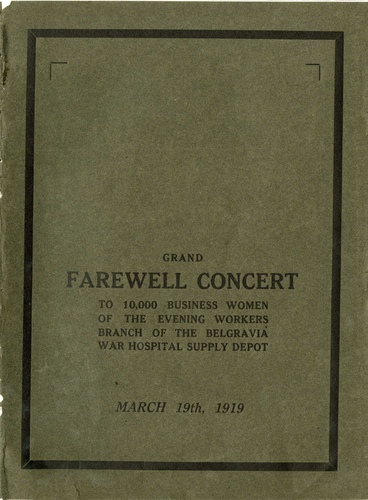 GRAND
FAREWELL CONCERT
TO 10,000 BUSINESS WOMEN
OF THE EVENING WORKERS
BRANCH OF THE BELGRAVIA
WAR HOSPITAL SUPPLY DEPOT
MARCH 19th, 1919